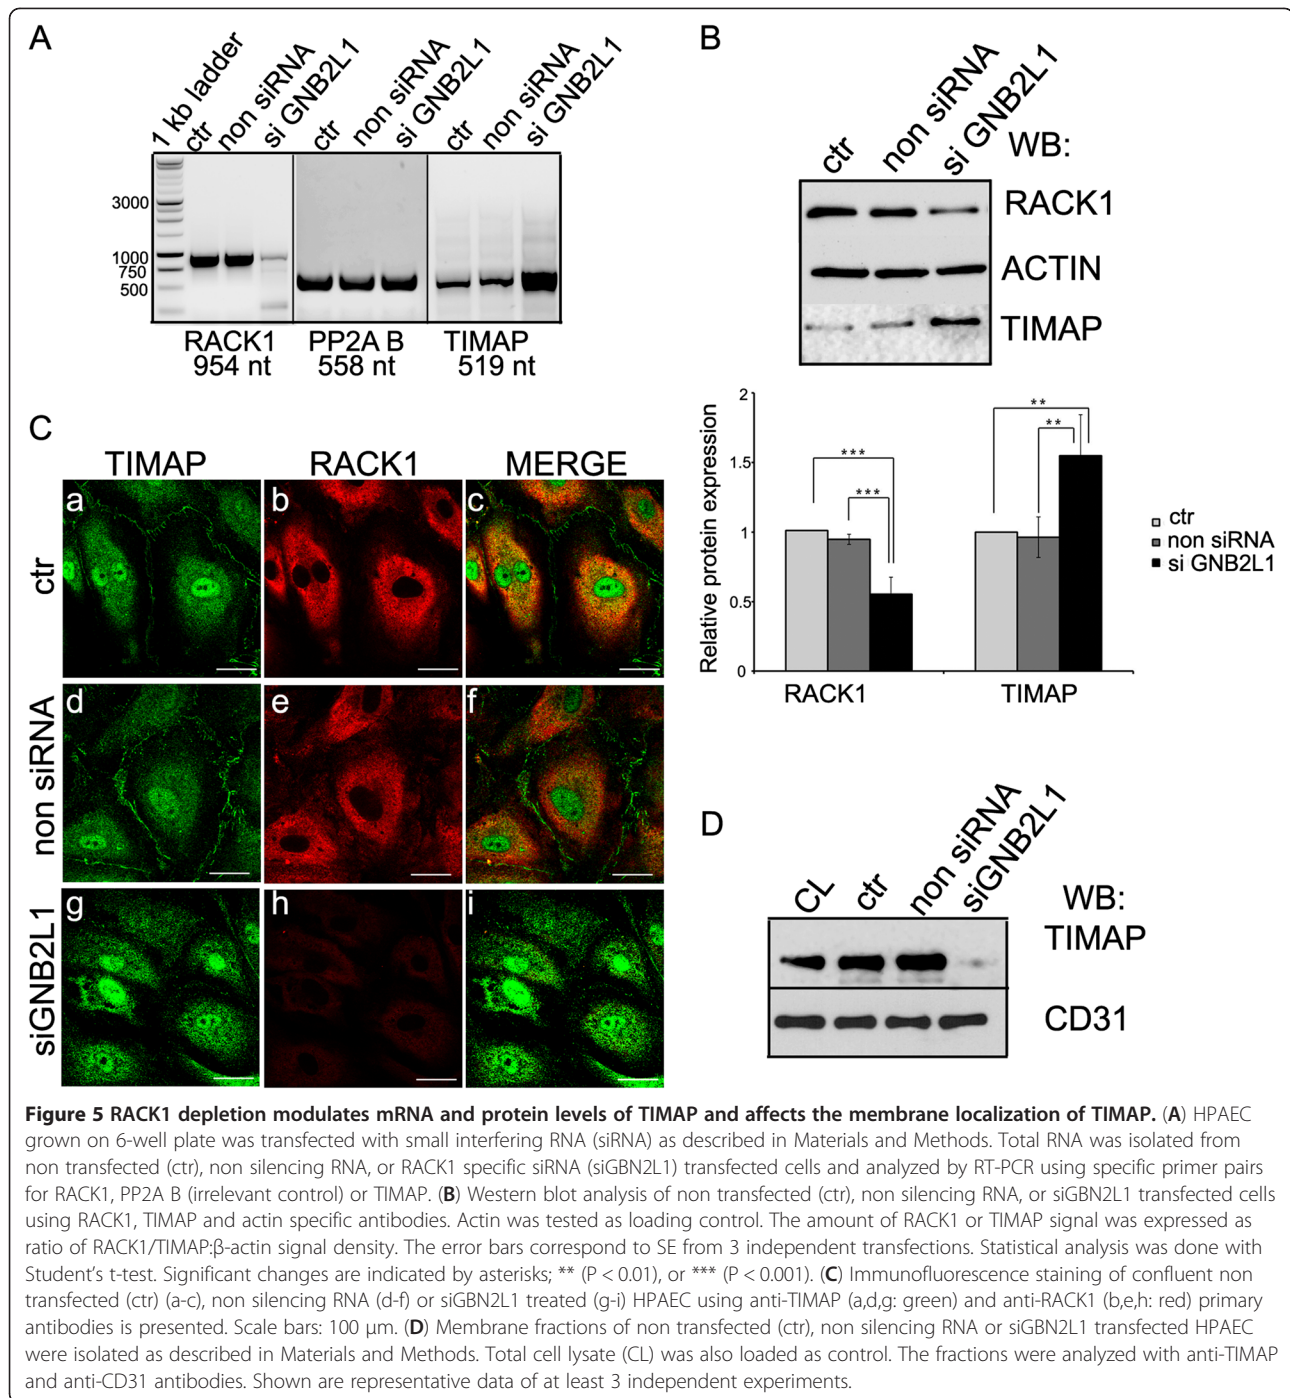 A
1 kb ladder
ctr
non siRNA
si GNB2L1
ctr
non siRNA
si GNB2L1
ctr
non siRNA
si GNB2L1
3000
1000
750
500
RACK1
954 nt
PP2A B
558 nt
TIMAP
519 nt
B
ctr
non siRNA
si GNB2L1
WB:
RACK1
ACTIN
TIMAP
Relative protein expression
2
1.5
1
0.5
0
***
***
**
**
RACK1
TIMAP
ctr
non siRNA
si GNB2L1
C
TIMAP
RACK1
MERGE
ctr
a
b
c
non siRNA
d
e
f
siGNB2L1
g
h
i
D
CL
ctr
non siRNA
siGNB2L1
WB:
TIMAP
CD31
Figure 5 RACK1 depletion modulates mRNA and protein levels of TIMAP and affects the membrane localization of TIMAP. (A) HPAEC
grown on 6-well plate was transfected with small interfering RNA (siRNA) as described in Materials and Methods. Total RNA was isolated from
non transfected (ctr), non silencing RNA, or RACK1 specific siRNA (siGBN2L1) transfected cells and analyzed by RT-PCR using specific primer pairs
for RACK1, PP2A B (irrelevant control) or TIMAP. (B) Western blot analysis of non transfected (ctr), non silencing RNA, or siGBN2L1 transfected cells
using RACK1, TIMAP and actin specific antibodies. Actin was tested as loading control. The amount of RACK1 or TIMAP signal was expressed as
ratio of RACK1/TIMAP:β-actin signal density. The error bars correspond to SE from 3 independent transfections. Statistical analysis was done with
Student's t-test. Significant changes are indicated by asterisks; ** (P < 0.01), or *** (P < 0.001). (C) Immunofluorescence staining of confluent non
transfected (ctr) (a-c), non silencing RNA (d-f) or siGBN2L1 treated (g-i) HPAEC using anti-TIMAP (a,d,g: green) and anti-RACK1 (b,e,h: red) primary
antibodies is presented. Scale bars: 100 μm. (D) Membrane fractions of non transfected (ctr), non silencing RNA or siGBN2L1 transfected HPAEC
were isolated as described in Materials and Methods. Total cell lysate (CL) was also loaded as control. The fractions were analyzed with anti-TIMAP
and anti-CD31 antibodies. Shown are representative data of at least 3 independent experiments.